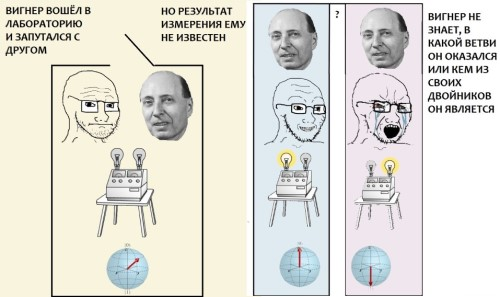 ВИГНЕР ВОШЁЛ В
ЛАБОРАТОРИЮ
И ЗАПУТАЛСЯ С
ДРУГОМ
НО РЕЗУЛЬТАТ
ИЗМЕРЕНИЯ ЕМУ
НЕ ИЗВЕСТЕН
?
ВИГНЕР НЕ
ЗНАЕТ, В
КАКОЙ ВЕТВИ
ОН ОКАЗАЛСЯ
ИЛИ КЕМ ИЗ
СВОИХ
ДВОЙНИКОВ
ОН ЯВЛЯЕТСЯ